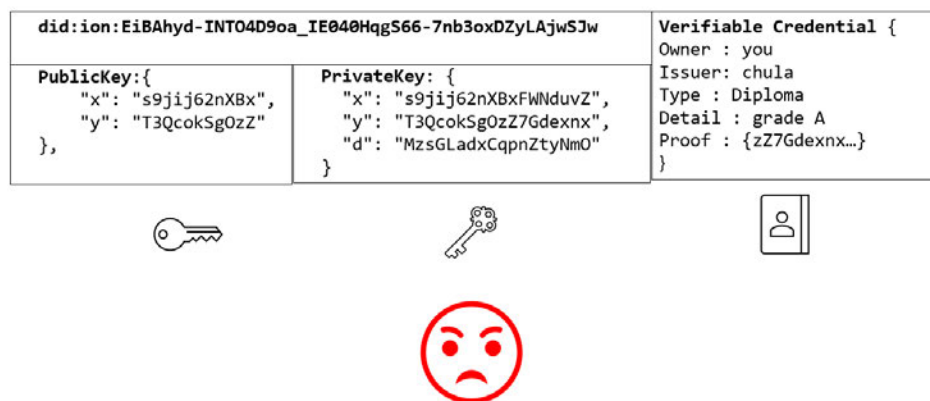 did:ion:EiBAhyd-INTO4D9oa_IE040HqgS66-7nb3oxDZyLAjwSJw
PublicKey:{
"x": "s9jij62nXBx",
"y": "T3QcokSgOzZ"
},
PrivateKey: {
"x": "s9jij62nXBxFWNduvZ",
"y": "T3QcokSgOzZ7Gdexnx",
"d": "MzsGLadxCqpnZtyNmO"
}
Verifiable Credential {
Owner : you
Issuer: chula
Type : Diploma
Detail : grade A
Proof : {zZ7Gdexnx…}
}